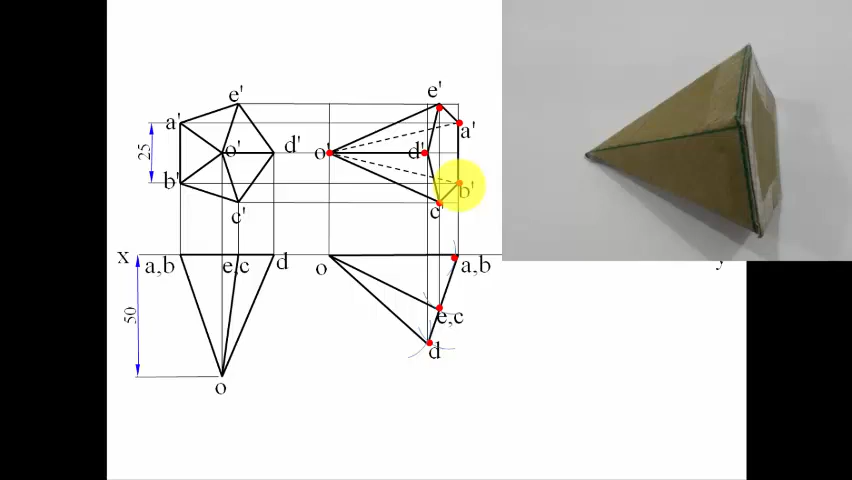 e'
e'
a'
a'
25
o'
d'
o'
d'
b'
b'
c'
c'
x
a,b
e,c
d
o
a,b
y
50
e,c
d
o